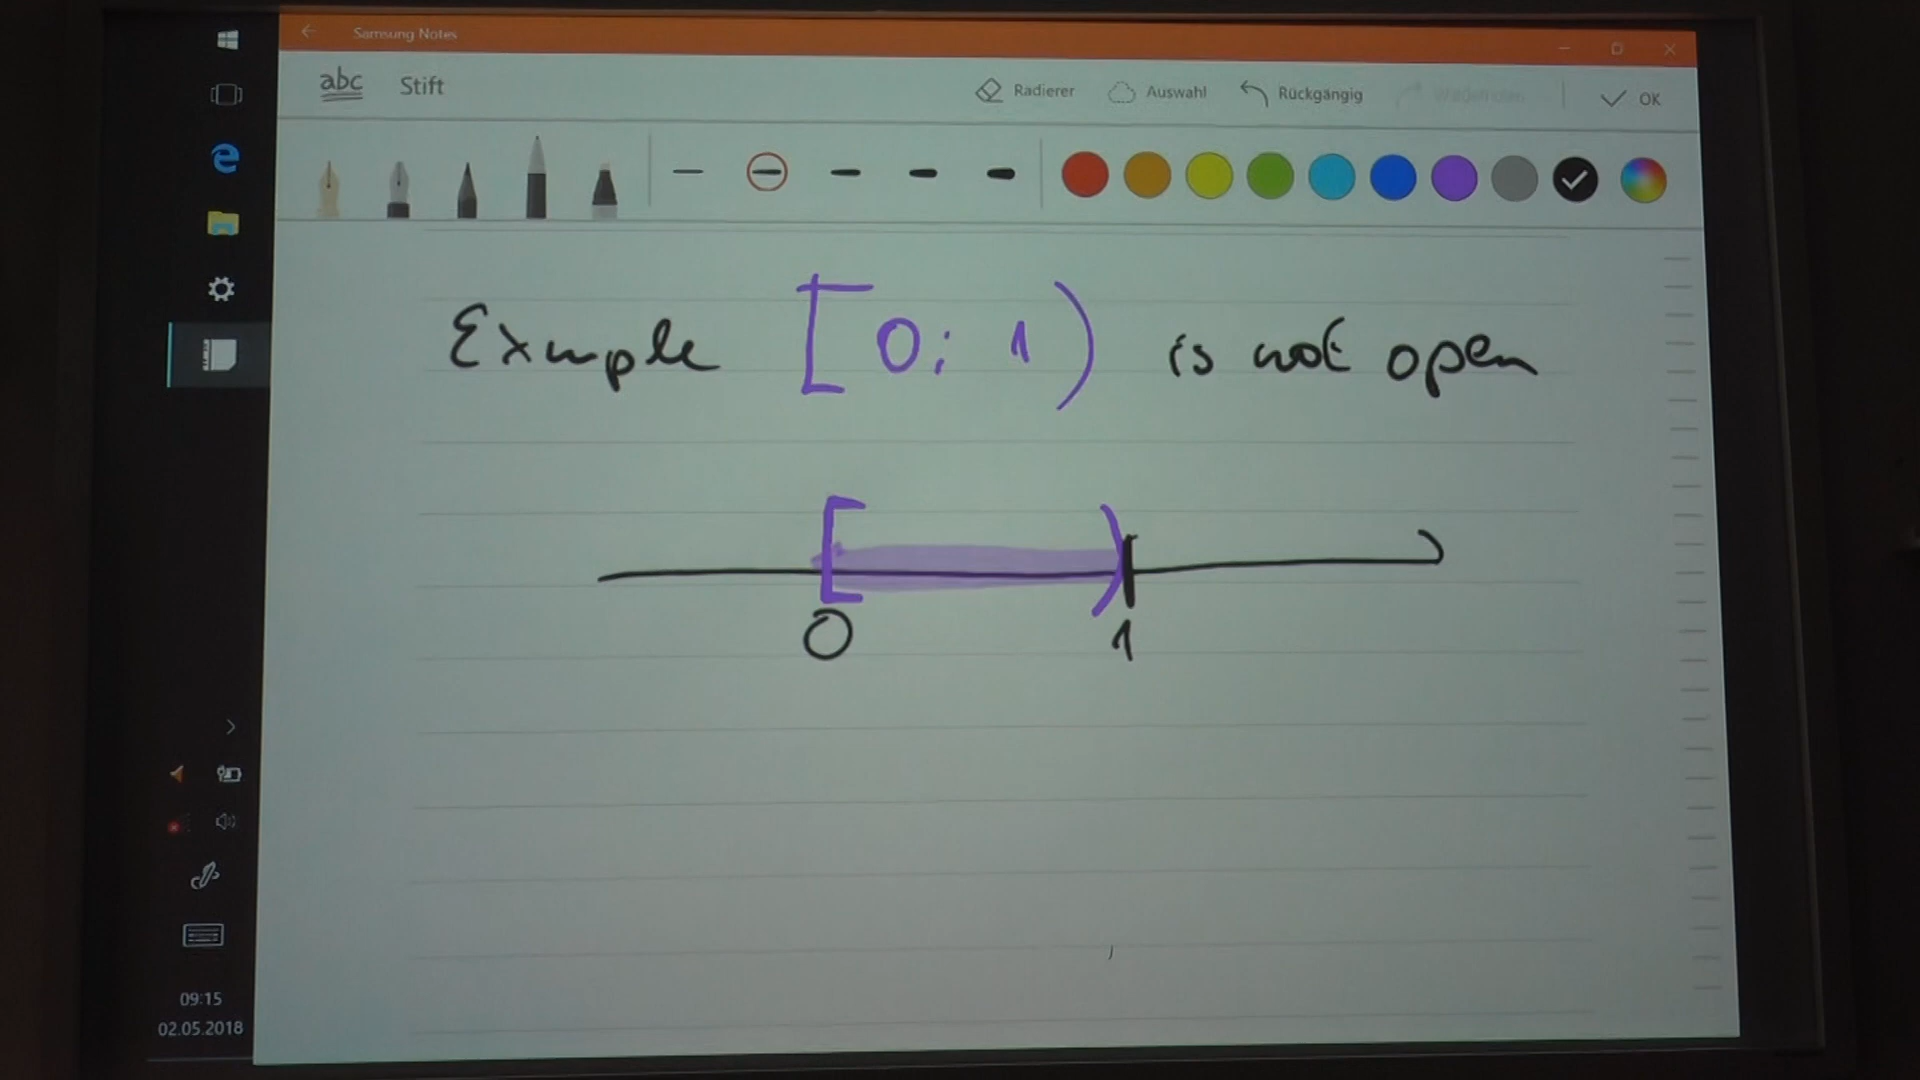 Samsung Notes
abc Stift Radierer Auswahl Rückgängig Wiederholen OK
Exmple [0; 1) is not open
0 1
09:15
02.05.2018